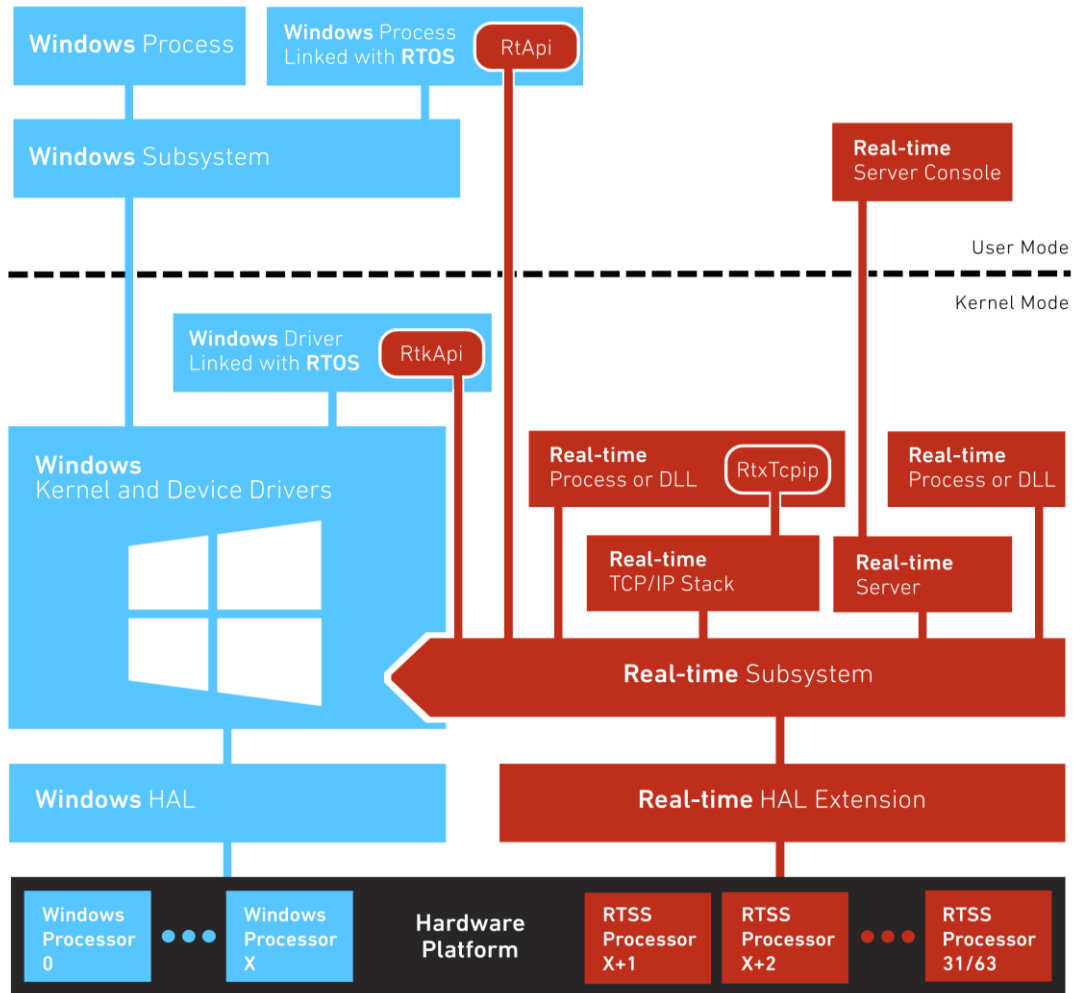 Windows Process
Windows Process
Linked with RTOS
RtApi
Windows Subsystem
Real-time
Server Console
User Mode
Kernel Mode
Windows Driver
Linked with RTOS
RtkApi
Windows
Kernel and Device Drivers
Real-time
Process or DLL
RtxTcpip
Real-time
Process or DLL
Real-time
TCP/IP Stack
Real-time
Server
Real-time Subsystem
Windows HAL
Real-time HAL Extension
Windows
Processor
0
Windows
Processor
X
Hardware
Platform
RTSS
Processor
X+1
RTSS
Processor
X+2
RTSS
Processor
31/63